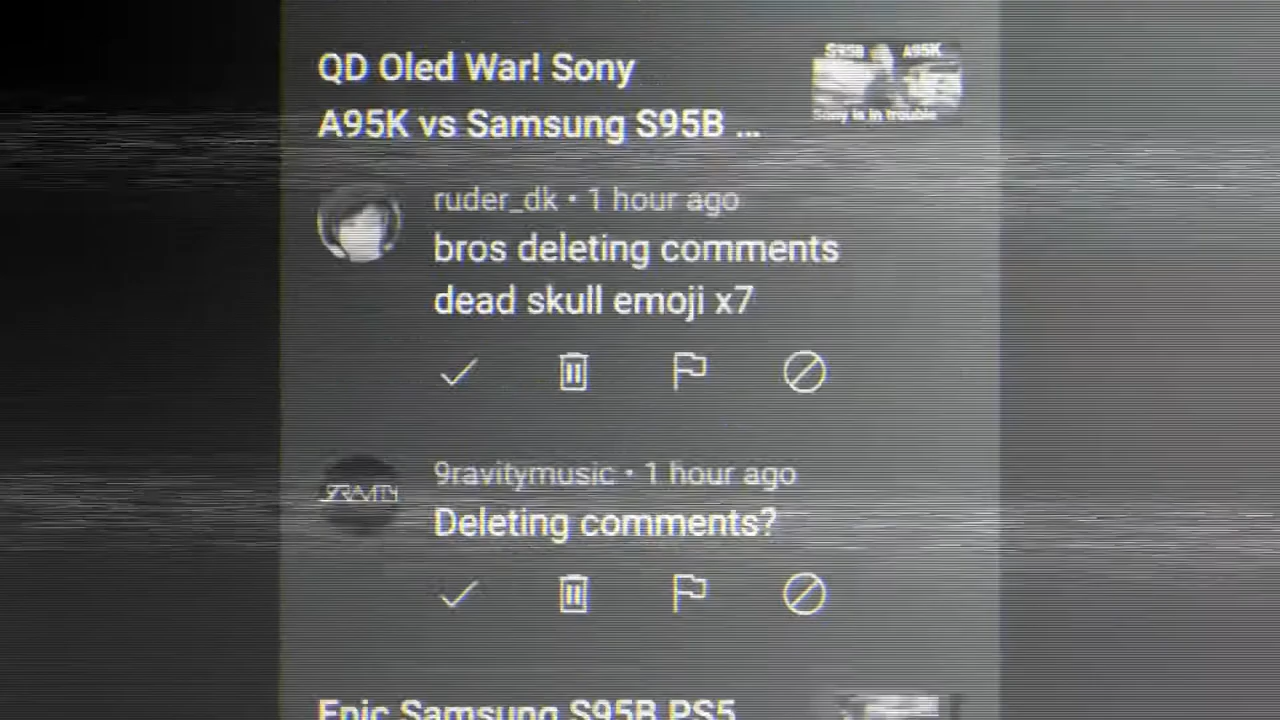 QD Oled War! Sony
A95K vs Samsung S95B ...
S95B A95K
Sony is in trouble
ruder_dk • 1 hour ago
bros deleting comments
dead skull emoji x7
9RAVITY
9ravitymusic • 1 hour ago
Deleting comments?
Epic Samsung S95B PS5